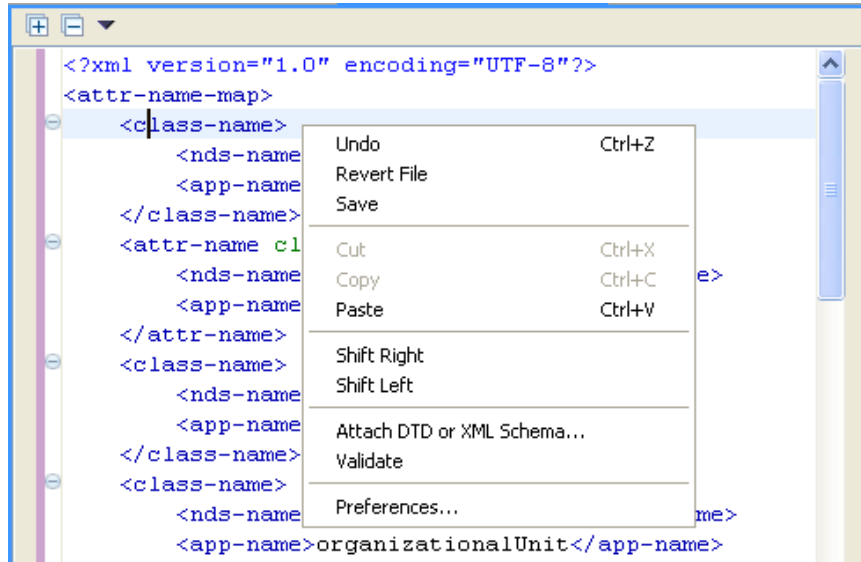 <?xml version="1.0" encoding="UTF-8"?>
<attr-name-map>
<class-name>
<nds-name
<app-name
</class-name>
<attr-name cl
<nds-name e>
<app-name
</attr-name>
<class-name>
<nds-name
<app-name
</class-name>
<class-name>
<nds-name me>
<app-name>organizationalUnit</app-name>
Undo Ctrl+Z
Revert File
Save
Cut Ctrl+X
Copy Ctrl+C
Paste Ctrl+V
Shift Right
Shift Left
Attach DTD or XML Schema...
Validate
Preferences...